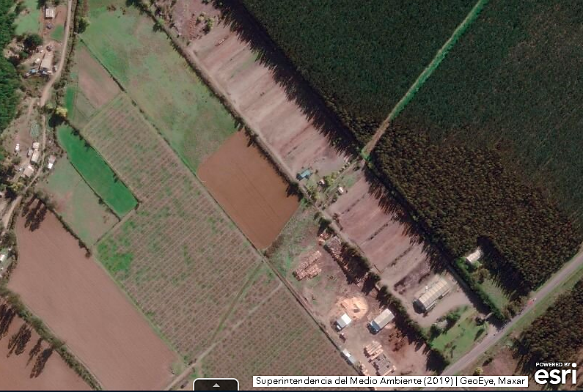 POWERED BY
esri
Superintendencia del Medio Ambiente (2019) | GeoEye, Maxar